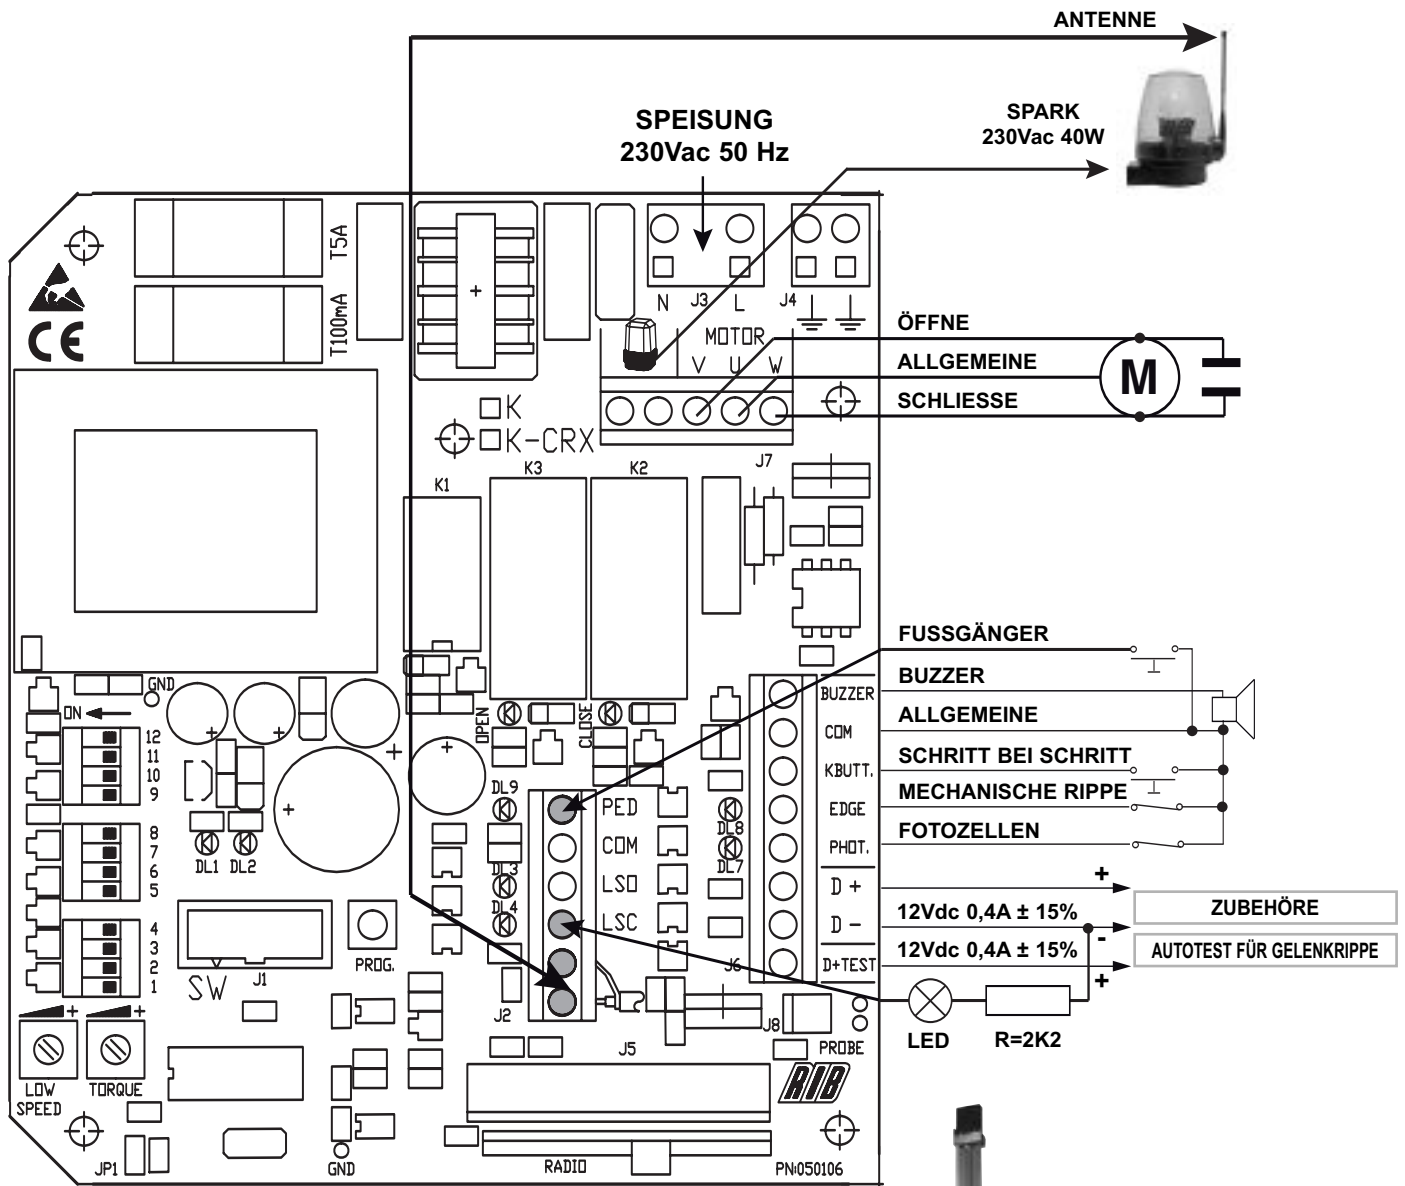 ANTENNE
SPEISUNG
230Vac 50 Hz
SPARK
230Vac 40W
T5A
T100mA
N J3 L J4
MOTOR
V U W
ÖFFNE
ALLGEMEINE
SCHLIESSE
M
K
K-CRX
K1
K3
K2
J7
FUSSGÄNGER
BUZZER
ALLGEMEINE
SCHRITT BEI SCHRITT
MECHANISCHE RIPPE
FOTOZELLEN
GND
ON
12
11
10
9
8
7
6
5
4
3
2
1
OPEN
CLOSE
BUZZER
COM
KBUTT.
EDGE
PHOT.
D +
D -
D+TEST
DL9
DL3
DL4
DL8
DL7
DL1 DL2
PED
COM
LSO
LSC
J6
+
12Vdc 0,4A ± 15%
-
12Vdc 0,4A ± 15%
+
ZUBEHÖRE
AUTOTEST FÜR GELENKRIPPE
LED
R=2K2
PROG.
SW
J1
J2
J5
J8
PROBE
LOW
SPEED
TORQUE
RIB
JP1
GND
RADIO
PN:050106
CE